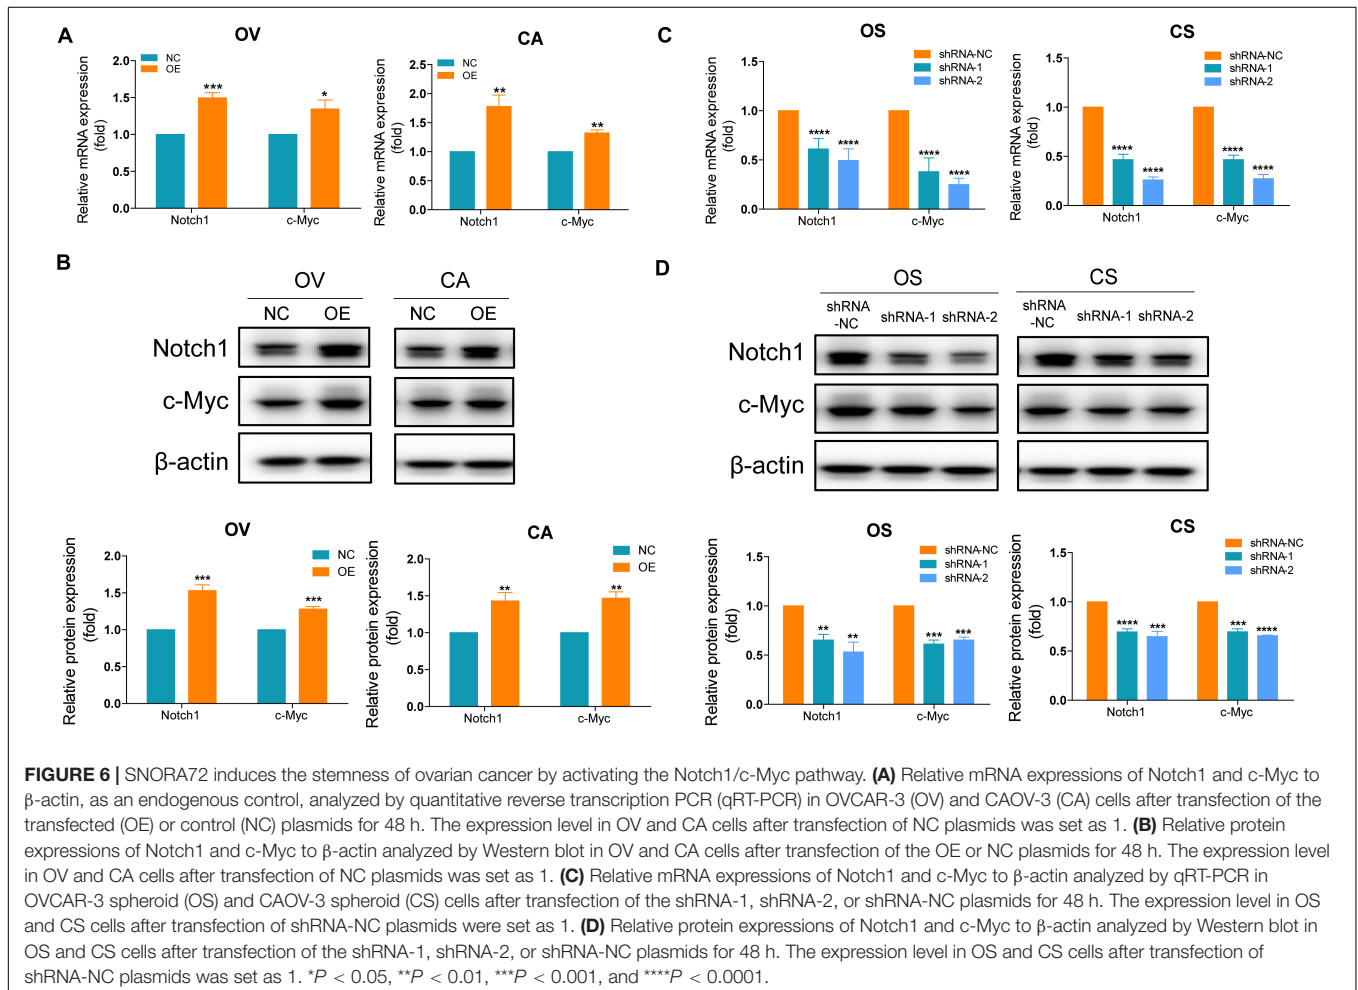 A
OV
NC
OE
Relative mRNA expression
(fold)
2.0
1.5
1.0
0.5
0.0
***
*
Notch1
c-Myc
CA
NC
OE
Relative mRNA expression
(fold)
2.5
2.0
1.5
1.0
0.5
0.0
**
**
Notch1
c-Myc
C
OS
shRNA-NC
shRNA-1
shRNA-2
Relative mRNA expression
(fold)
1.5
1.0
0.5
0.0
****
****
****
****
Notch1
c-Myc
CS
shRNA-NC
shRNA-1
shRNA-2
Relative mRNA expression
(fold)
1.5
1.0
0.5
0.0
****
****
****
****
Notch1
c-Myc
B
OV
CA
NC OE NC OE
Notch1
c-Myc
β-actin
OV
NC
OE
Relative protein expression
(fold)
2.0
1.5
1.0
0.5
0.0
***
***
Notch1
c-Myc
CA
NC
OE
Relative protein expression
(fold)
2.0
1.5
1.0
0.5
0.0
**
**
Notch1
c-Myc
D
OS
CS
shRNA
-NC shRNA-1 shRNA-2
shRNA
-NC shRNA-1 shRNA-2
Notch1
c-Myc
β-actin
OS
shRNA-NC
shRNA-1
shRNA-2
Relative protein expression
(fold)
1.5
1.0
0.5
0.0
**
**
***
***
Notch1
c-Myc
CS
shRNA-NC
shRNA-1
shRNA-2
Relative protein expression
(fold)
1.5
1.0
0.5
0.0
****
***
***
****
Notch1
c-Myc
FIGURE 6 | SNORA72 induces the stemness of ovarian cancer by activating the Notch1/c-Myc pathway. (A) Relative mRNA expressions of Notch1 and c-Myc to
β-actin, as an endogenous control, analyzed by quantitative reverse transcription PCR (qRT-PCR) in OVCAR-3 (OV) and CAOV-3 (CA) cells after transfection of the
transfected (OE) or control (NC) plasmids for 48 h. The expression level in OV and CA cells after transfection of NC plasmids was set as 1. (B) Relative protein
expressions of Notch1 and c-Myc to β-actin analyzed by Western blot in OV and CA cells after transfection of the OE or NC plasmids for 48 h. The expression level
in OV and CA cells after transfection of NC plasmids was set as 1. (C) Relative mRNA expressions of Notch1 and c-Myc to β-actin analyzed by qRT-PCR in
OVCAR-3 spheroid (OS) and CAOV-3 spheroid (CS) cells after transfection of the shRNA-1, shRNA-2, or shRNA-NC plasmids for 48 h. The expression level in OS
and CS cells after transfection of shRNA-NC plasmids were set as 1. (D) Relative protein expressions of Notch1 and c-Myc to β-actin analyzed by Western blot in
OS and CS cells after transfection of the shRNA-1, shRNA-2, or shRNA-NC plasmids for 48 h. The expression level in OS and CS cells after transfection of
shRNA-NC plasmids was set as 1. *P < 0.05, **P < 0.01, ***P < 0.001, and ****P < 0.0001.